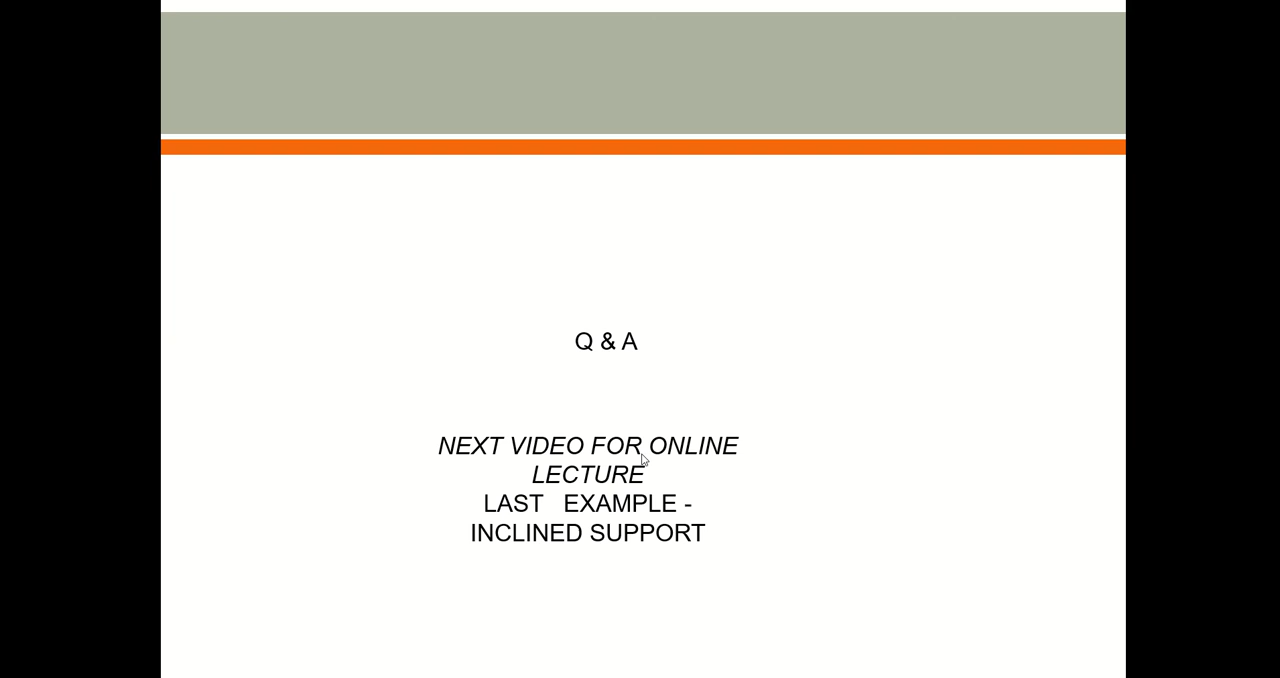 Q & A
NEXT VIDEO FOR ONLINE
LECTURE
LAST EXAMPLE -
INCLINED SUPPORT